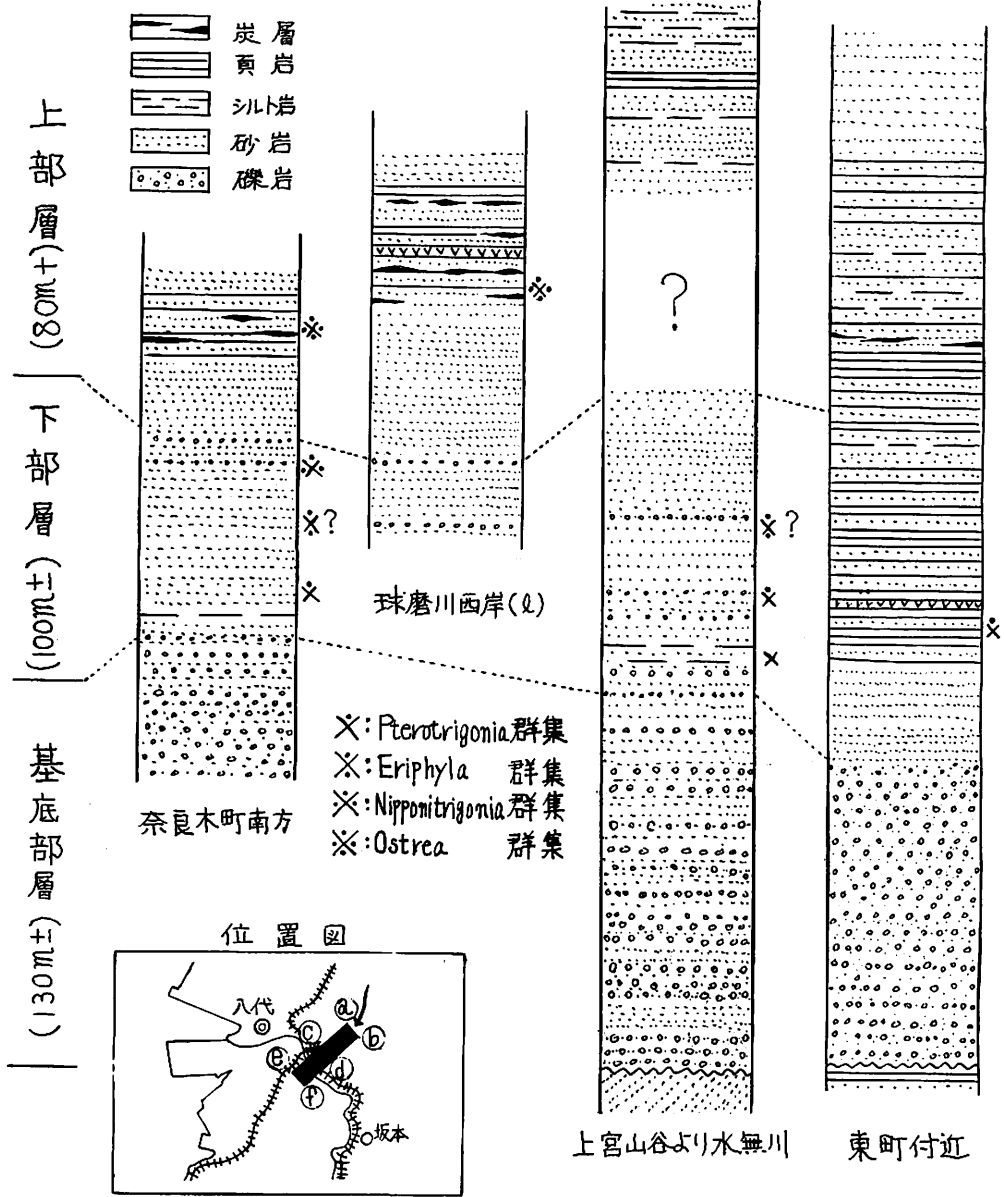 炭層
頁岩
シルト岩
砂岩
礫岩
上部層(80m+)
下部層(100m±)
基底部層(130m±)
?
?
?
奈良木町南方
球磨川西岸(l)
上宮山谷より水無川
東町付近
:Pterotrigonia群集
:Eriphyla 群集
:Nipponitrigonia群集
:Ostrea 群集
位置図
八代
a
b
c
d
e
f
坂本